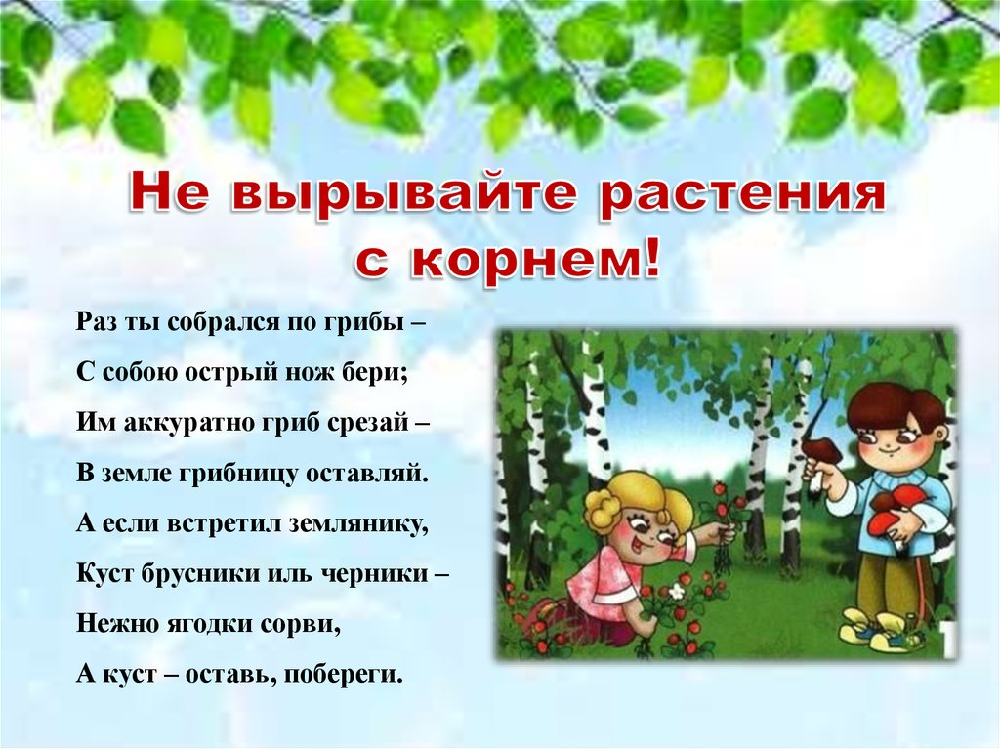 Не вырывайте растения
с корнем!
Раз ты собрался по грибы –
С собою острый нож бери;
Им аккуратно гриб срезай –
В земле грибницу оставляй.
А если встретил землянику,
Куст брусники иль черники –
Нежно ягодки сорви,
А куст – оставь, побереги.